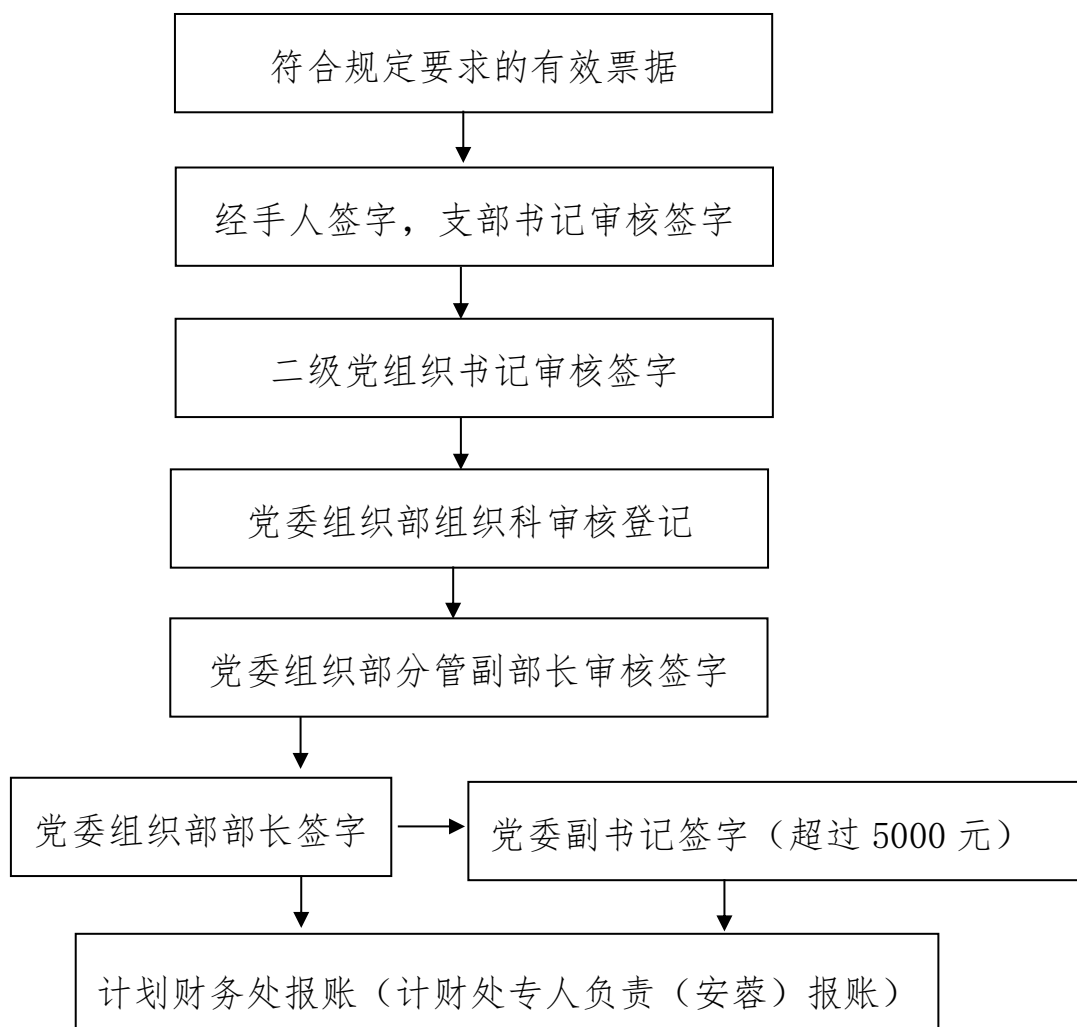 符合规定要求的有效票据
经手人签字，支部书记审核签字
二级党组织书记审核签字
党委组织部组织科审核登记
党委组织部分管副部长审核签字
党委组织部部长签字
党委副书记签字（超过 5000 元）
计划财务处报账（计财处专人负责（安蓉）报账）